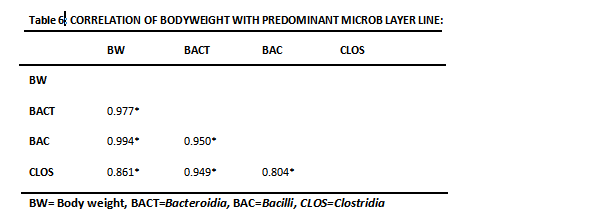 Table 6: CORRELATION OF BODYWEIGHT WITH PREDOMINANT MICROB LAYER LINE:
BW BACT BAC CLOS
BW
BACT 0.977*
BAC 0.994* 0.950*
CLOS 0.861* 0.949* 0.804*
BW= Body weight, BACT=Bacteroidia, BAC=Bacilli, CLOS=Clostridia